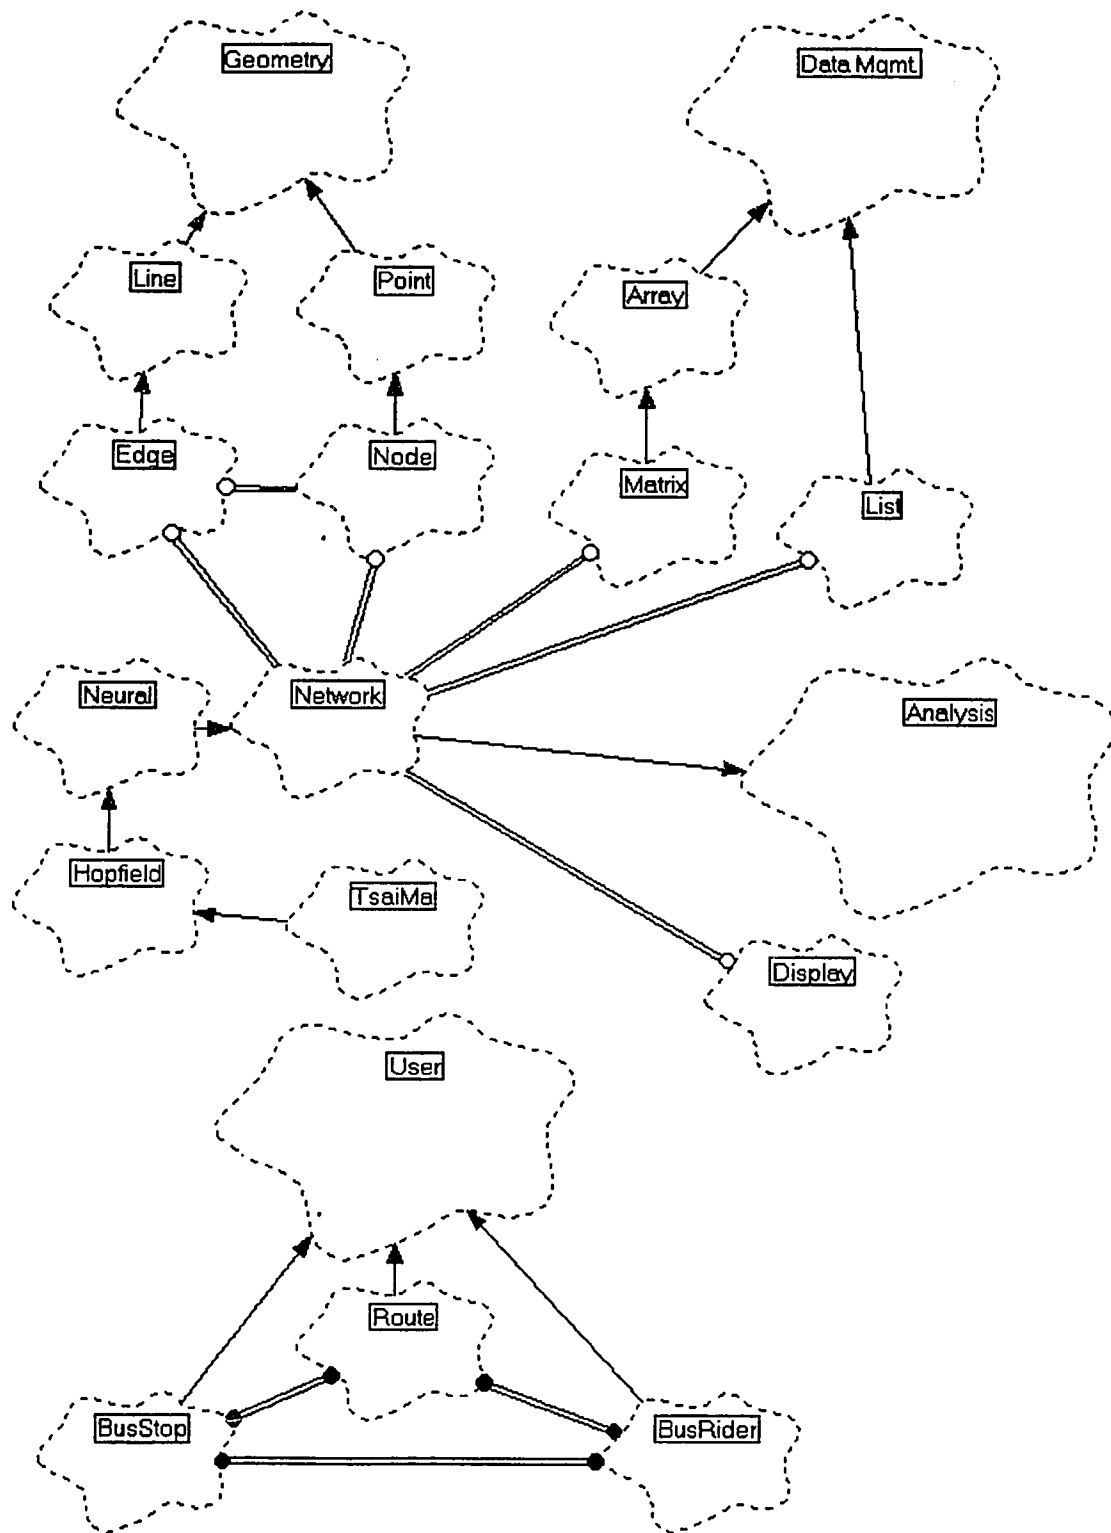 Geometry
Data Mgmt.
Line
Point
Array
Edge
Node
Matrix
List
Neural
Network
Analysis
Hopfield
TsaiMa
Display
User
Route
BusStop
BusRider